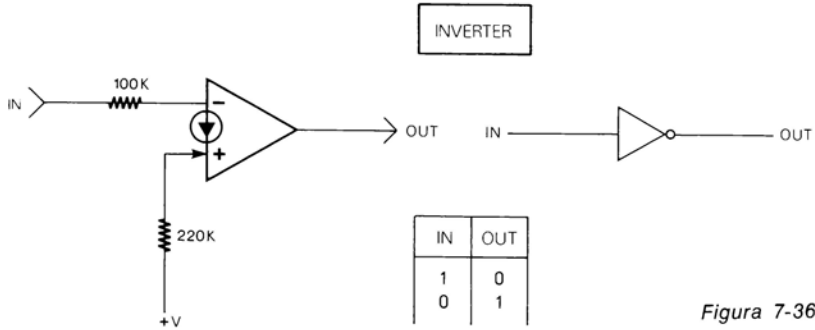 INVERTER
100K
IN
−
+
OUT
220K
+V
IN
OUT
IN OUT
1 0
0 1
Figura 7-36